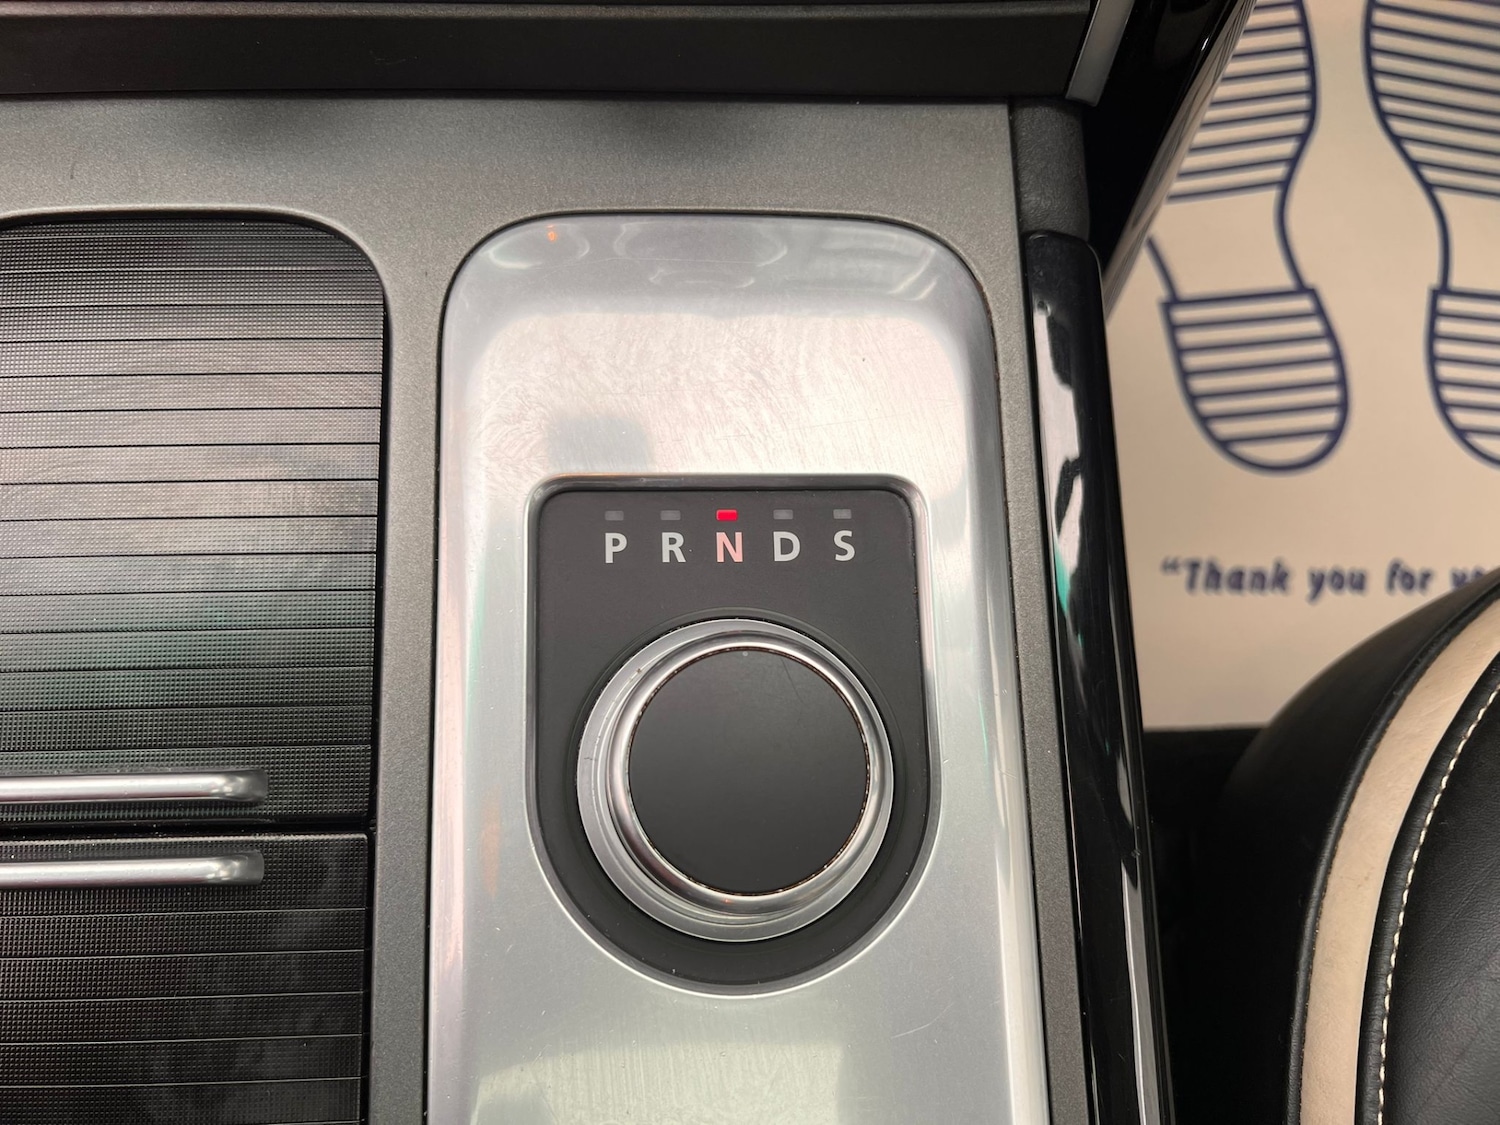 P R N D S
“Thank you for